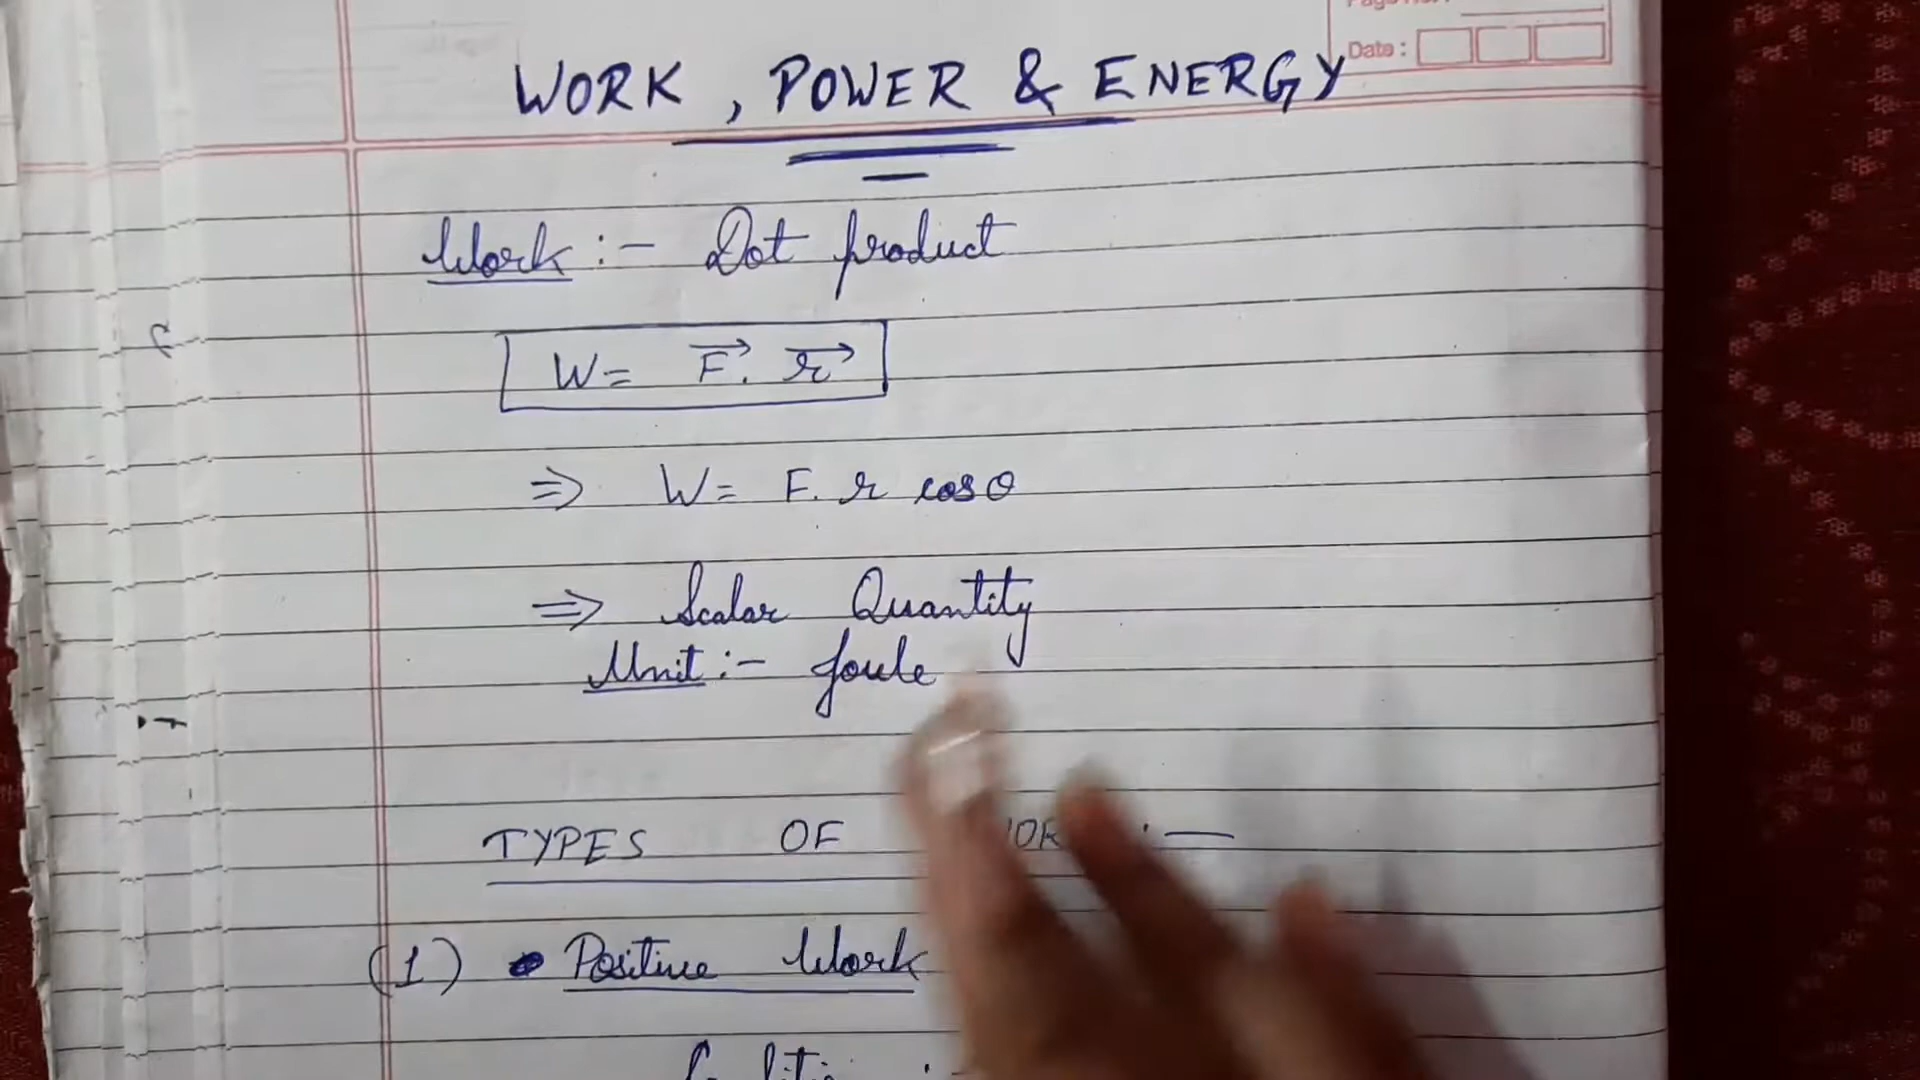 Date :
WORK , POWER & ENERGY
Work :- Dot product
W = F⃗ . r⃗
⇒ W = F. r cos θ
⇒ Scalar Quantity
Unit :- Joule
TYPES OF :—
(1) Positive Work